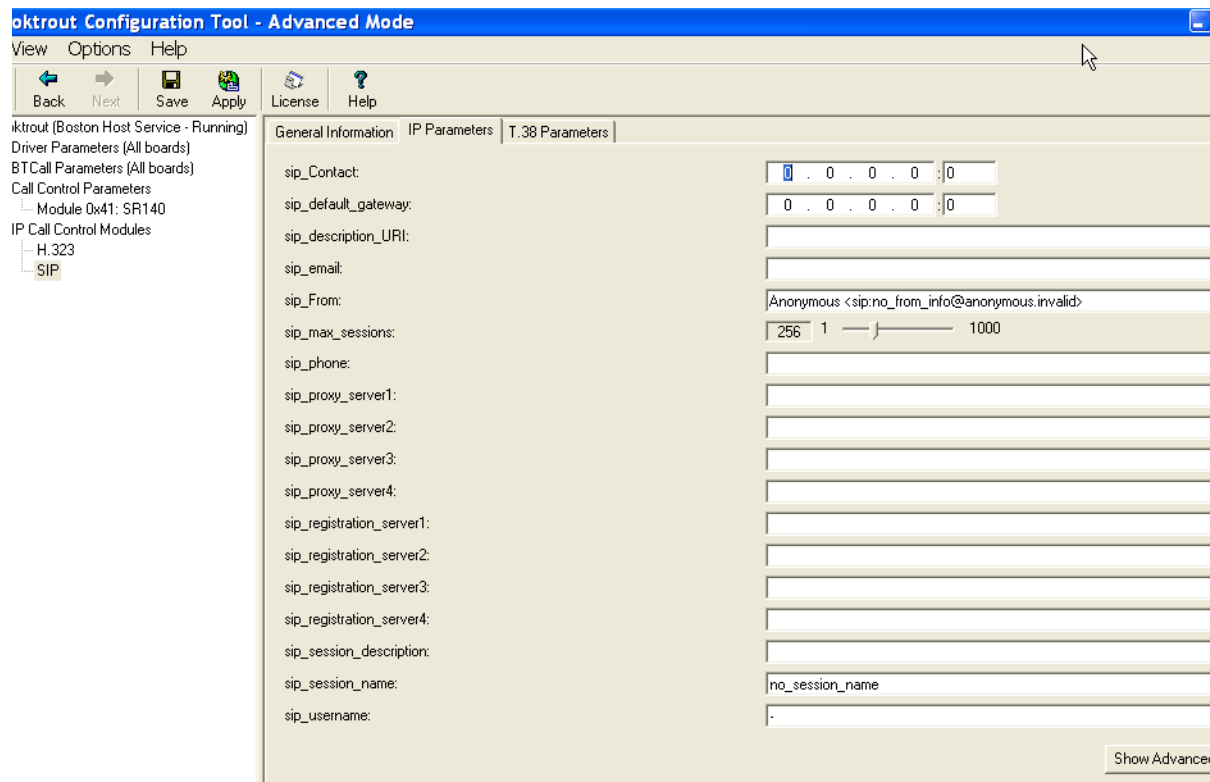 oktrout Configuration Tool - Advanced Mode
View Options Help
Back Next Save Apply License Help
oktrout (Boston Host Service - Running)
Driver Parameters (All boards)
BTCall Parameters (All boards)
Call Control Parameters
Module 0x41: SR140
IP Call Control Modules
H.323
SIP
General Information IP Parameters T.38 Parameters
sip_Contact: 0 . 0 . 0 . 0 :0
sip_default_gateway: 0 . 0 . 0 . 0 :0
sip_description_URI:
sip_email:
sip_From: Anonymous <sip:no_from_info@anonymous.invalid>
sip_max_sessions: 256 1 1000
sip_phone:
sip_proxy_server1:
sip_proxy_server2:
sip_proxy_server3:
sip_proxy_server4:
sip_registration_server1:
sip_registration_server2:
sip_registration_server3:
sip_registration_server4:
sip_session_description:
sip_session_name: no_session_name
sip_username: -
Show Advance